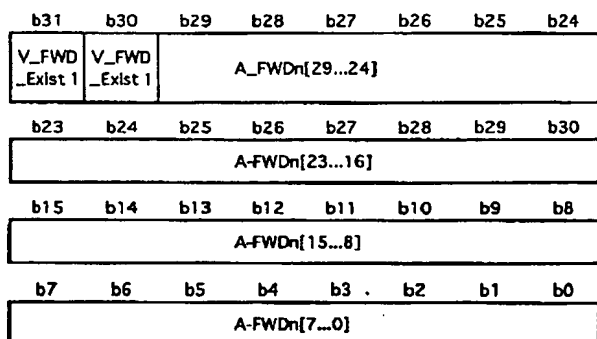 b31 b30 b29 b28 b27 b26 b25 b24
V_FWD _Exist 1 V_FWD _Exist 1 A_FWDn[29...24]
b23 b24 b25 b26 b27 b28 b29 b30
A-FWDn[23...16]
b15 b14 b13 b12 b11 b10 b9 b8
A-FWDn[15...8]
b7 b6 b5 b4 b3 b2 b1 b0
A-FWDn[7...0]